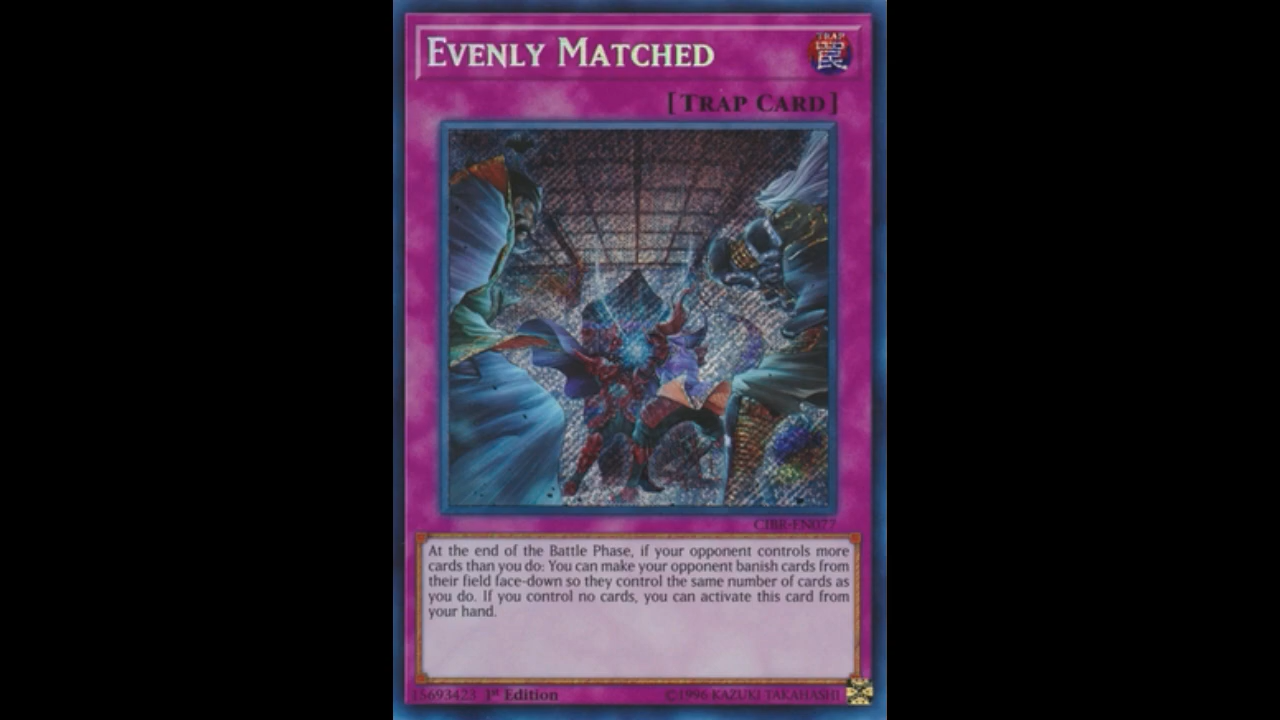 EVENLY MATCHED
TRAP
罠
[TRAP CARD]
CIBR-EN077
At the end of the Battle Phase, if your opponent controls more
cards than you do: You can make your opponent banish cards from
their field face-down so they control the same number of cards as
you do. If you control no cards, you can activate this card from
your hand.
15693423 1st Edition ©1996 KAZUKI TAKAHASHI